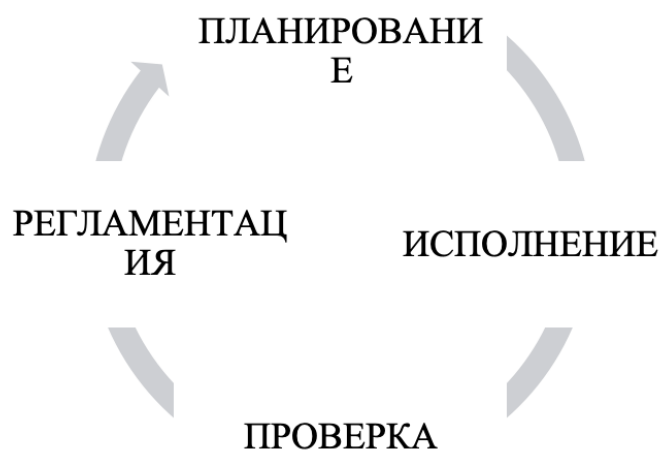 ПЛАНИРОВАНИ
Е
РЕГЛАМЕНТАЦ
ИЯ
ИСПОЛНЕНИЕ
ПРОВЕРКА